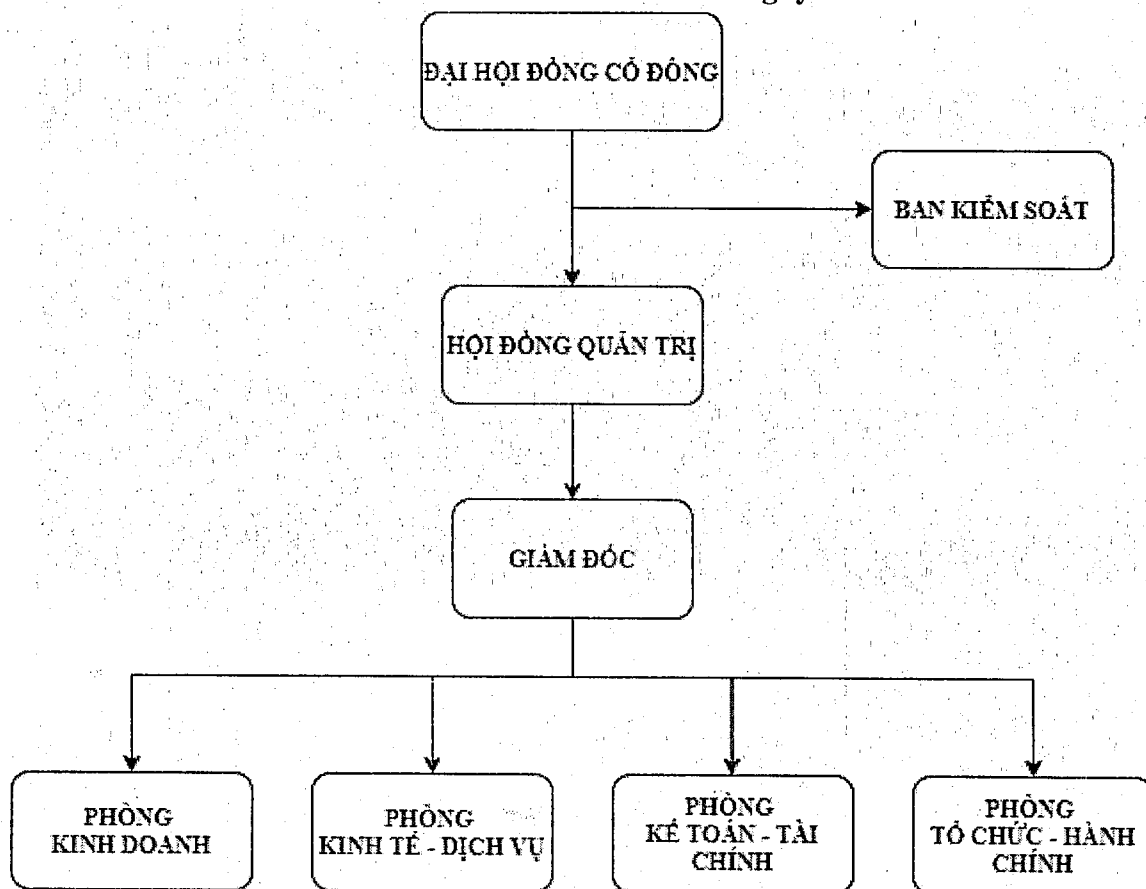 ĐẠI HỘI ĐỒNG CỔ ĐÔNG
BAN KIỂM SOÁT
HỘI ĐỒNG QUẢN TRỊ
GIÁM ĐỐC
PHÒNG
KINH DOANH
PHÒNG
KINH TẾ - DỊCH VỤ
PHÒNG
KẾ TOÁN - TÀI
CHÍNH
PHÒNG
TỔ CHỨC - HÀNH
CHÍNH